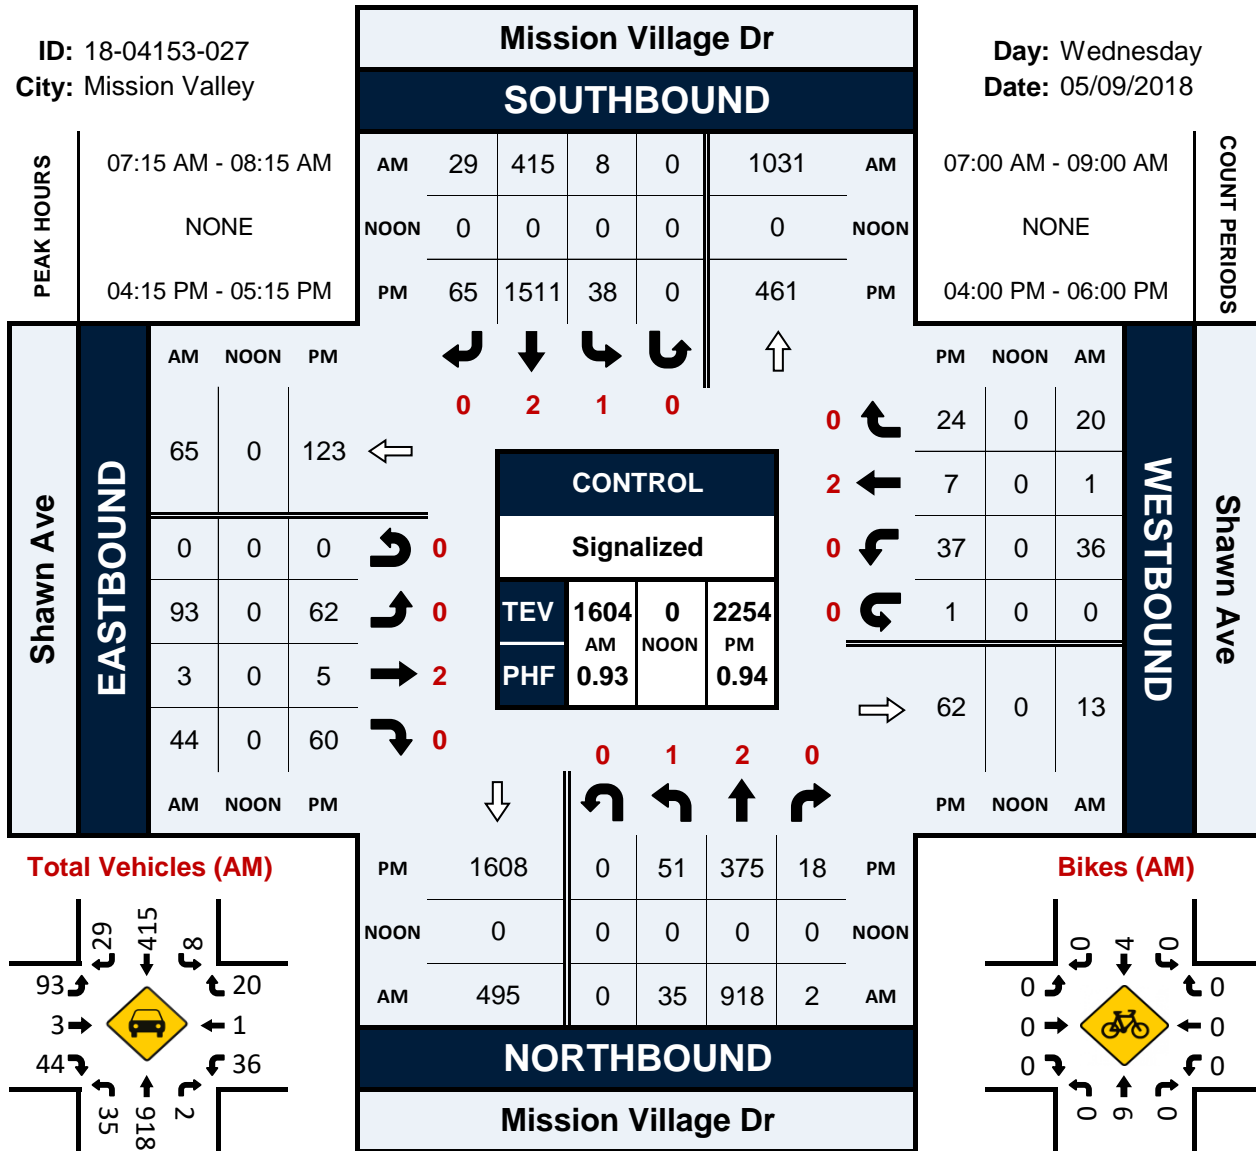 ID: 18-04153-027
City: Mission Valley
Mission Village Dr
SOUTHBOUND
Day: Wednesday
Date: 05/09/2018
PEAK HOURS
07:15 AM - 08:15 AM
NONE
04:15 PM - 05:15 PM
AM 29 415 8 0 1031 AM
NOON 0 0 0 0 0 NOON
PM 65 1511 38 0 461 PM
07:00 AM - 09:00 AM
NONE
04:00 PM - 06:00 PM
COUNT PERIODS
0 2 1 0
Shawn Ave
EASTBOUND
AM NOON PM
65 0 123
0 0 0 0
93 0 62 0
3 0 5 2
44 0 60 0
AM NOON PM
CONTROL
Signalized
TEV 1604 0 2254
AM NOON PM
PHF 0.93 0.94
PM NOON AM
0 24 0 20
2 7 0 1
0 37 0 36
0 1 0 0
62 0 13
PM NOON AM
WESTBOUND
Shawn Ave
0 1 2 0
PM 1608 0 51 375 18 PM
NOON 0 0 0 0 0 NOON
AM 495 0 35 918 2 AM
NORTHBOUND
Mission Village Dr
Total Vehicles (AM)
29 415 8
93 20
3 1
44 36
35 918 2
Bikes (AM)
0 4 0
0 0
0 0
0 0
0 9 0